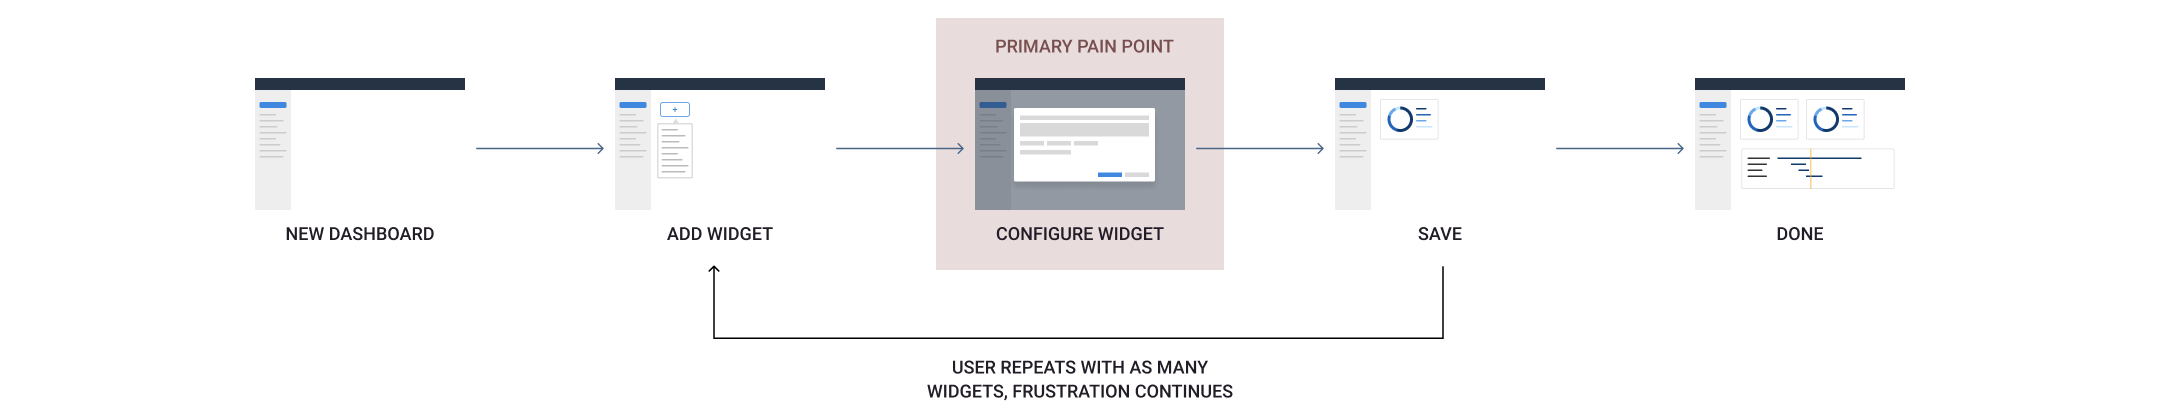 PRIMARY PAIN POINT
+
NEW DASHBOARD
ADD WIDGET
CONFIGURE WIDGET
SAVE
DONE
USER REPEATS WITH AS MANY
WIDGETS, FRUSTRATION CONTINUES